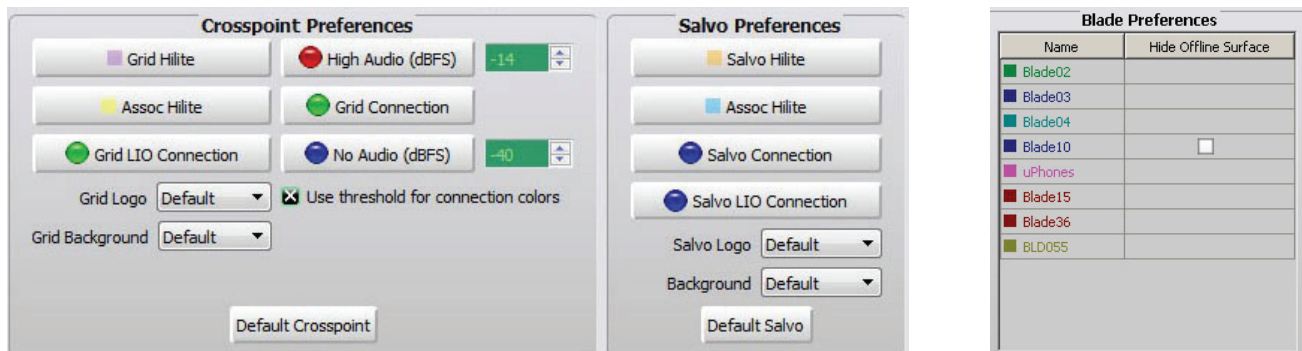 Crosspoint Preferences
Grid Hilite
High Audio (dBFS)
-14
Assoc Hilite
Grid Connection
Grid LIO Connection
No Audio (dBFS)
-40
Grid Logo
Default
Use threshold for connection colors
Grid Background
Default
Default Crosspoint
Salvo Preferences
Salvo Hilite
Assoc Hilite
Salvo Connection
Salvo LIO Connection
Salvo Logo
Default
Background
Default
Default Salvo
Blade Preferences
Name Hide Offline Surface
Blade02
Blade03
Blade04
Blade10
uPhones
Blade15
Blade36
BLD055